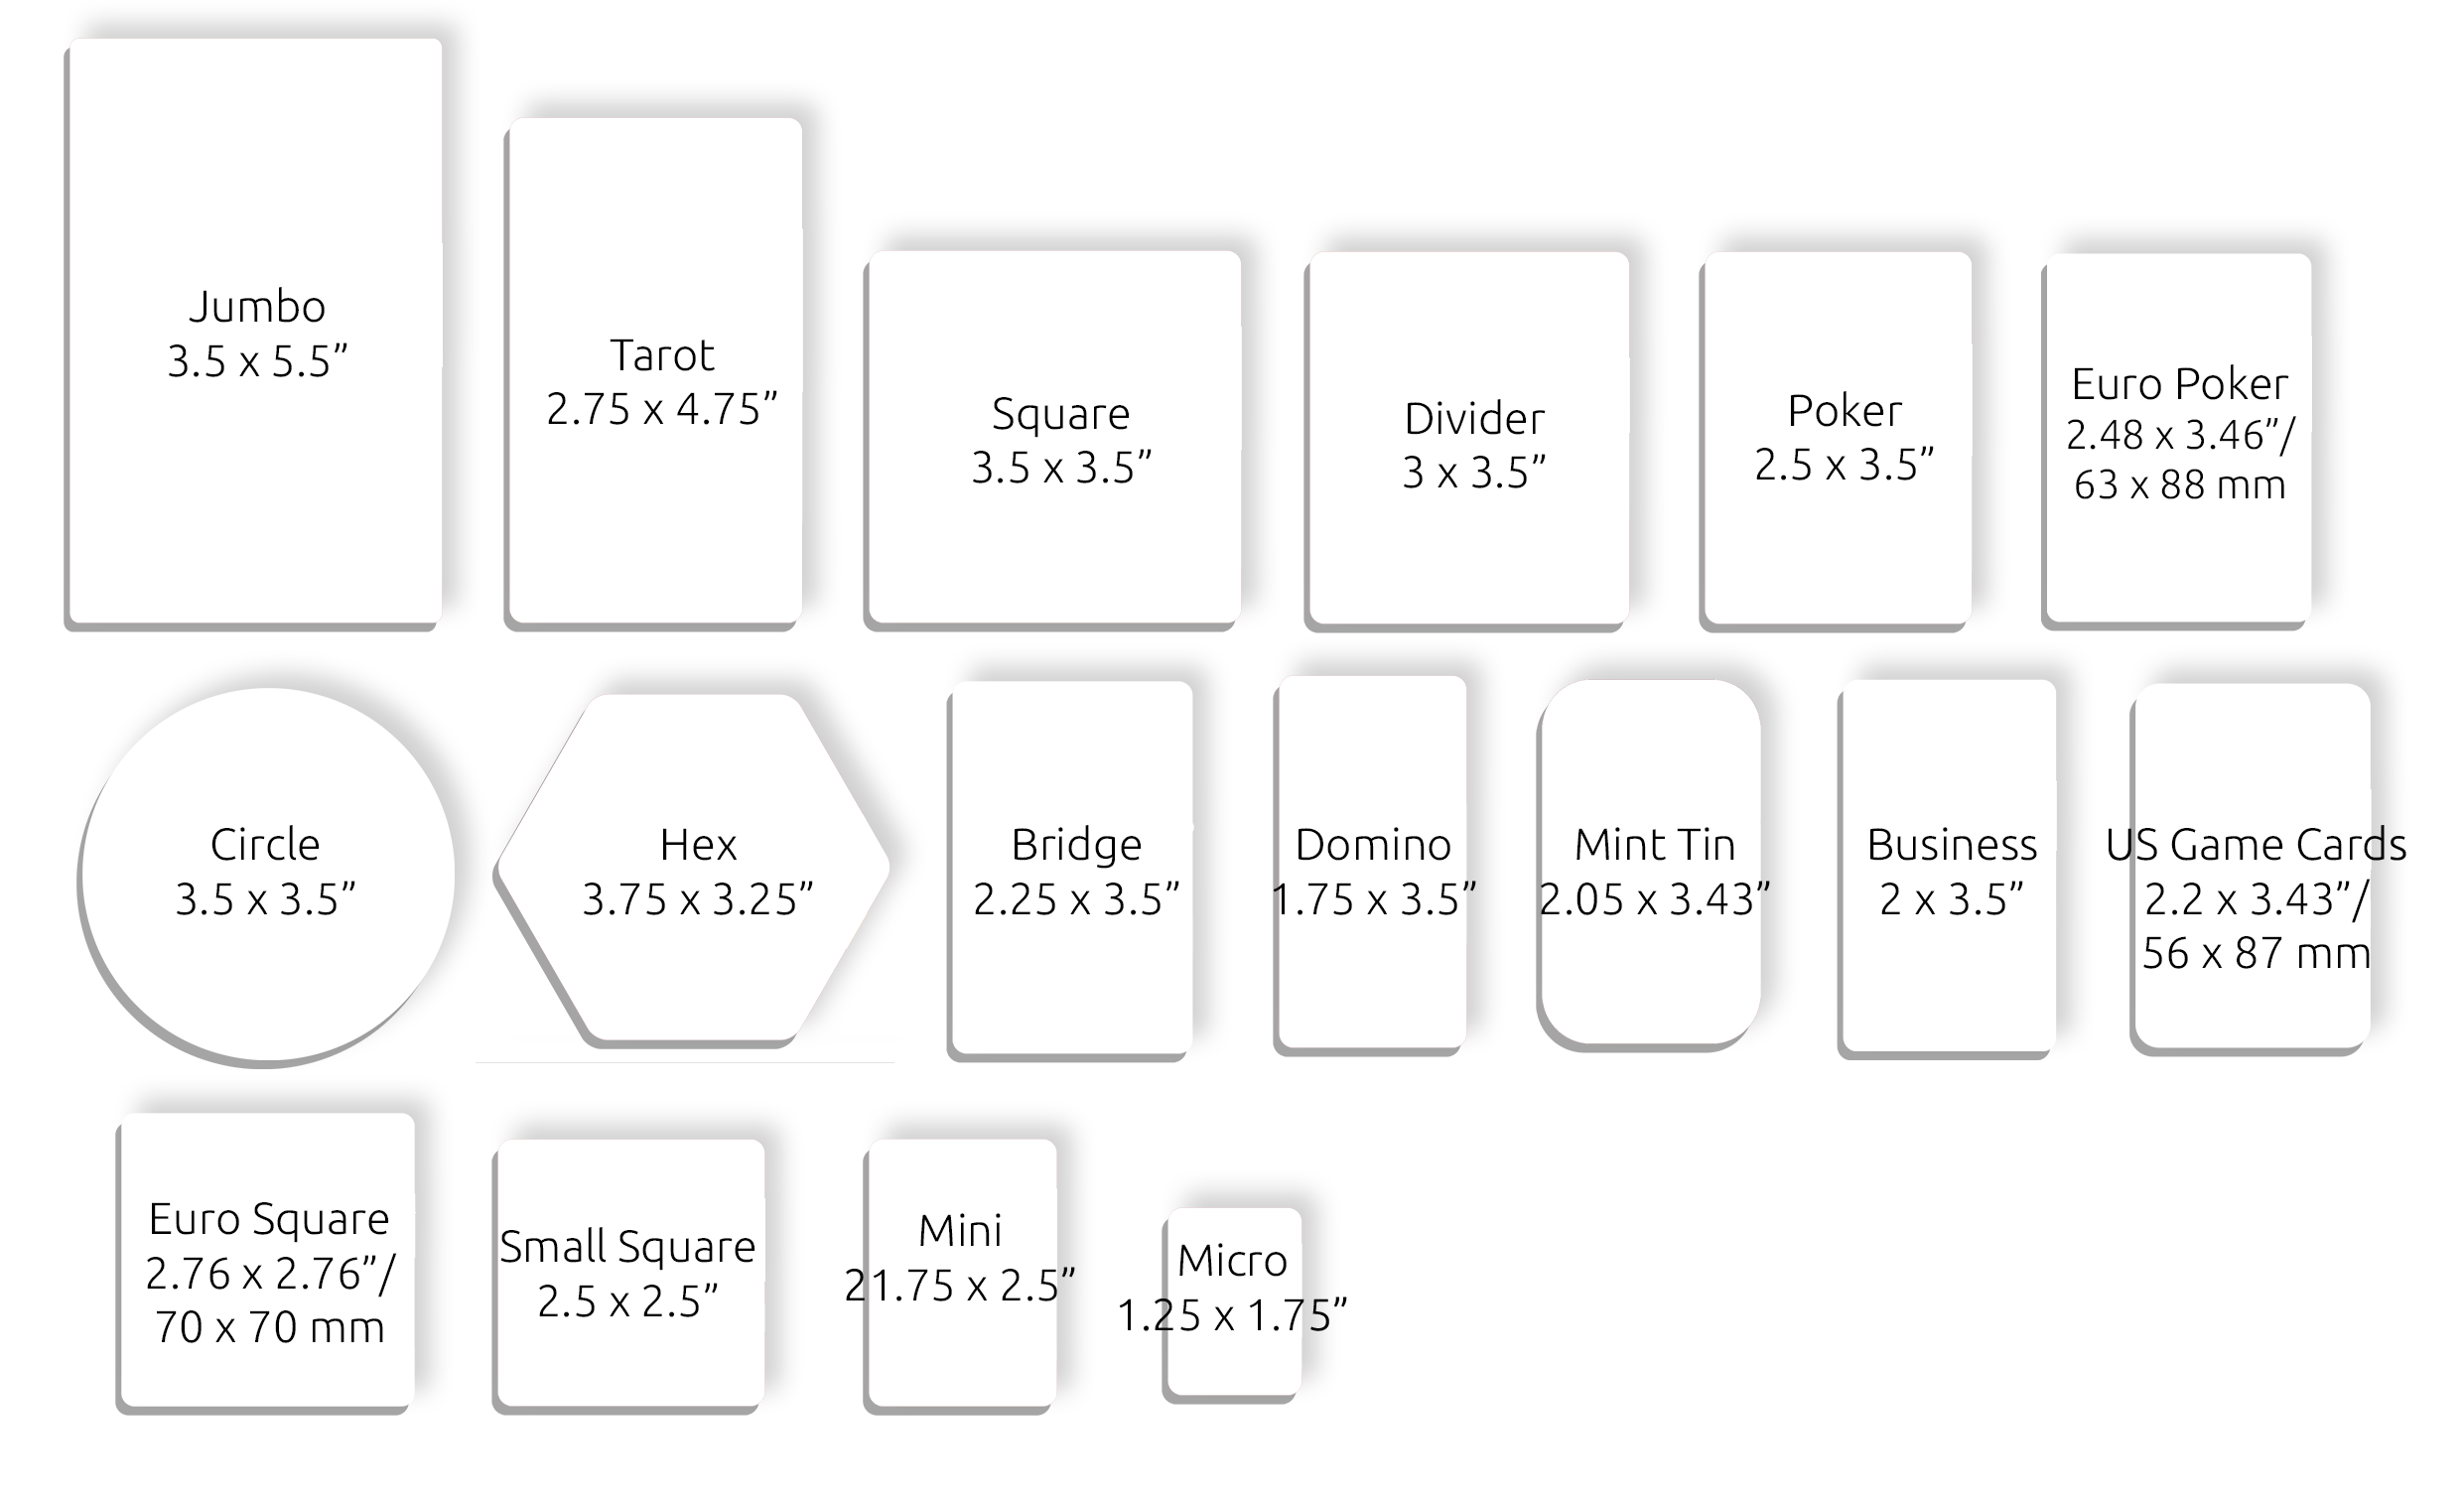 Jumbo
3.5 x 5.5”
Tarot
2.75 x 4.75”
Square
3.5 x 3.5”
Divider
3 x 3.5”
Poker
2.5 x 3.5”
Euro Poker
2.48 x 3.46”/
63 x 88 mm
Circle
3.5 x 3.5”
Hex
3.75 x 3.25”
Bridge
2.25 x 3.5”
Domino
1.75 x 3.5”
Mint Tin
2.05 x 3.43”
Business
2 x 3.5”
US Game Cards
2.2 x 3.43”/
56 x 87 mm
Euro Square
2.76 x 2.76”/
70 x 70 mm
Small Square
2.5 x 2.5”
Mini
21.75 x 2.5”
Micro
1.25 x 1.75”